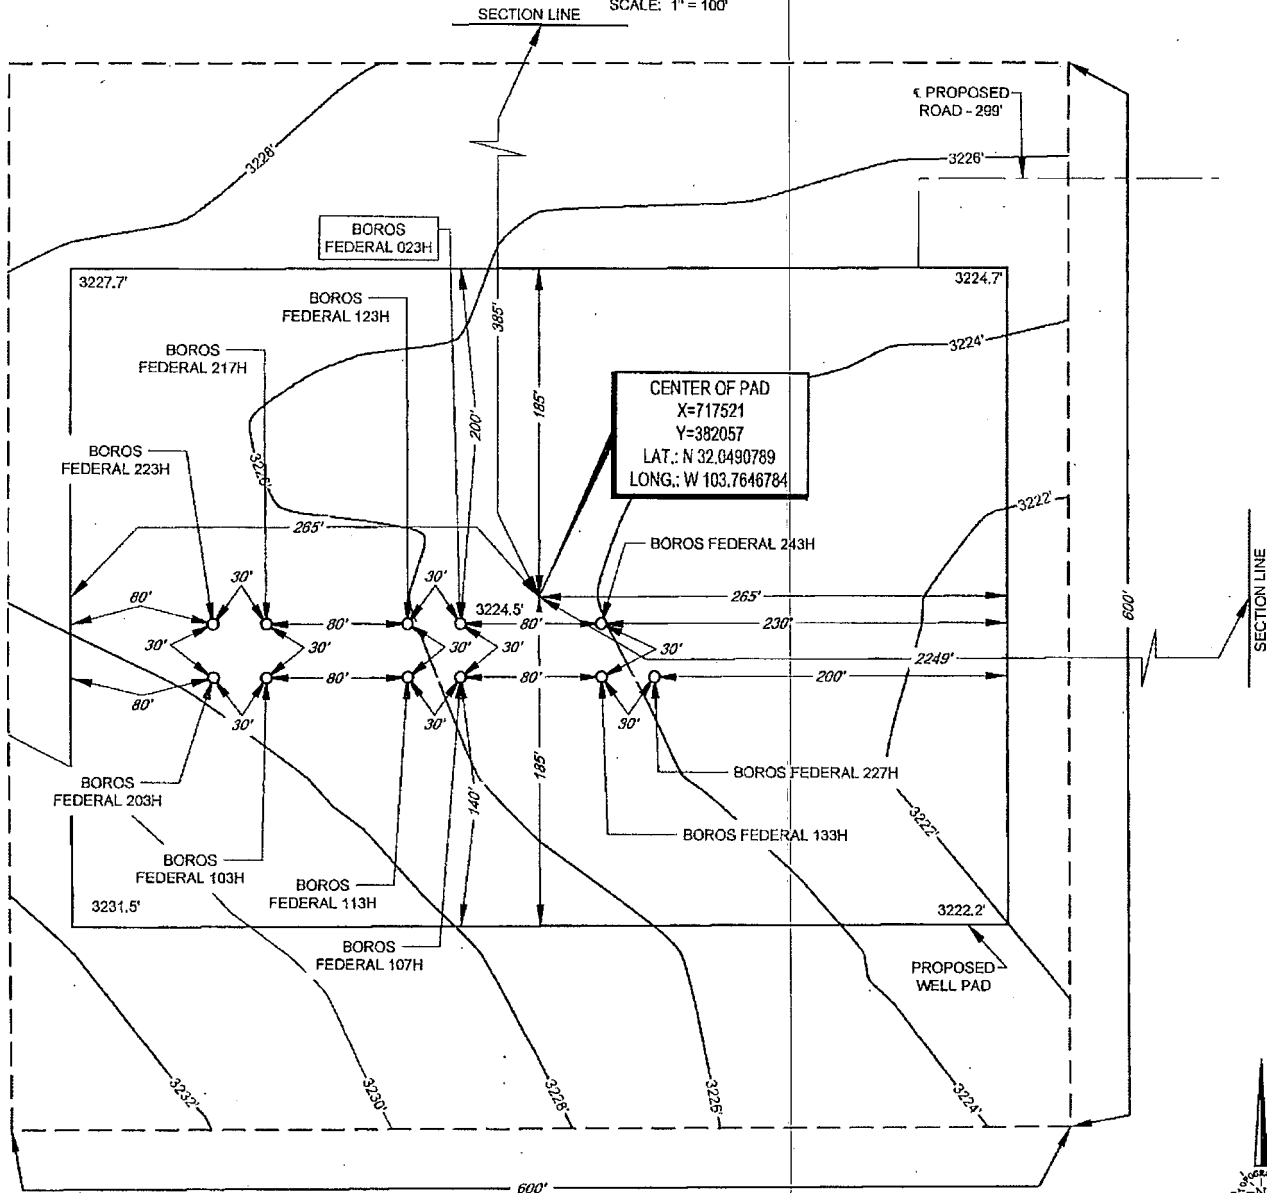 SCALE: 1" = 100'
SECTION LINE
℄ PROPOSED
ROAD - 299'
3228'
3226'
BOROS
FEDERAL 023H
3227.7'
3224.7'
BOROS
FEDERAL 123H
385'
3224'
BOROS
FEDERAL 217H
CENTER OF PAD
X=717521
Y=382057
LAT.: N 32.0490789
LONG.: W 103.7646784
185'
200'
BOROS
FEDERAL 223H
3226'
3222'
265'
BOROS FEDERAL 243H
SECTION LINE
30'
30'
80'
3224.5'
265'
600'
80'
80'
230'
30'
30'
30'
30'
30'
2249'
80'
80'
200'
80'
30'
30'
30'
BOROS FEDERAL 227H
185'
BOROS
FEDERAL 203H
140'
3222'
BOROS FEDERAL 133H
BOROS
FEDERAL 103H
BOROS
FEDERAL 113H
3231.5'
3222.2'
BOROS
FEDERAL 107H
PROPOSED
WELL PAD
3232'
3230'
3228'
3226'
3224'
600'